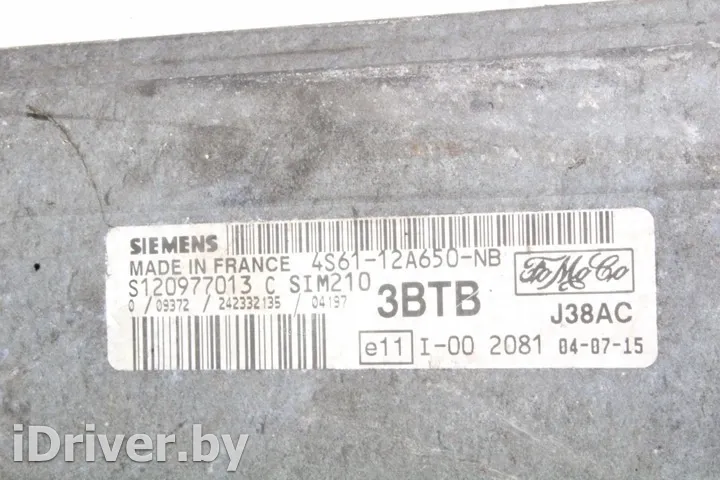 SIEMENS
MADE IN FRANCE 4S61-12A650-NB
S120977013 C SIM210
0 / 09372 / 242332135 / 04197
3BTB
FoMoCo
J38AC
e11 I-00 2081 04-07-15
iDriver.by